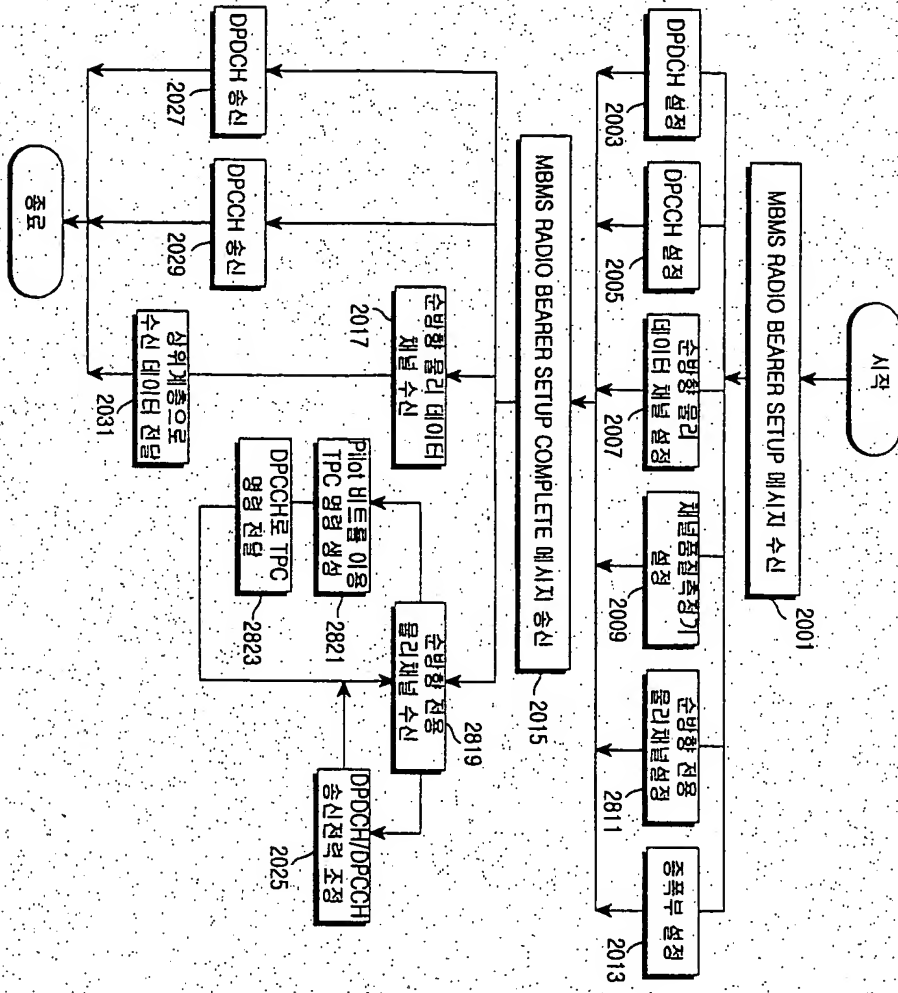 시작
MBMS RADIO BEARER SETUP 메시지 수신
2001
DPDCH 설정
2003
DPCCH 설정
2005
순방향 물리
데이터 채널 설정
2007
채널품질측정기
설정
2009
순방향 전용
물리채널설정
2811
증폭부 설정
2013
MBMS RADIO BEARER SETUP COMPLETE 메시지 송신
2015
순방향 물리 데이터
채널 수신
2017
순방향 전용
물리채널 수신
2819
Pilot 비트를 이용
TPC 명령 생성
2821
DPCCH로 TPC
명령 전달
2823
DPDCH/DPCCH
송신전력 조정
2025
DPDCH 송신
2027
DPCCH 송신
2029
상위계층으로
수신 데이터 전달
2031
종료